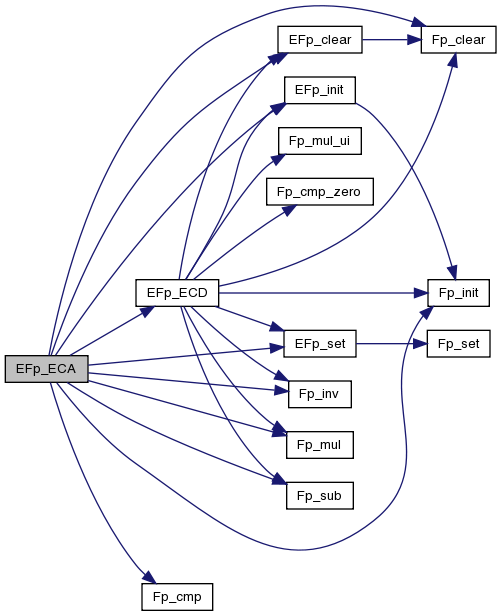 EFp_clear
Fp_clear
EFp_init
Fp_mul_ui
Fp_cmp_zero
EFp_ECD
Fp_init
EFp_set
Fp_set
EFp_ECA
Fp_inv
Fp_mul
Fp_sub
Fp_cmp